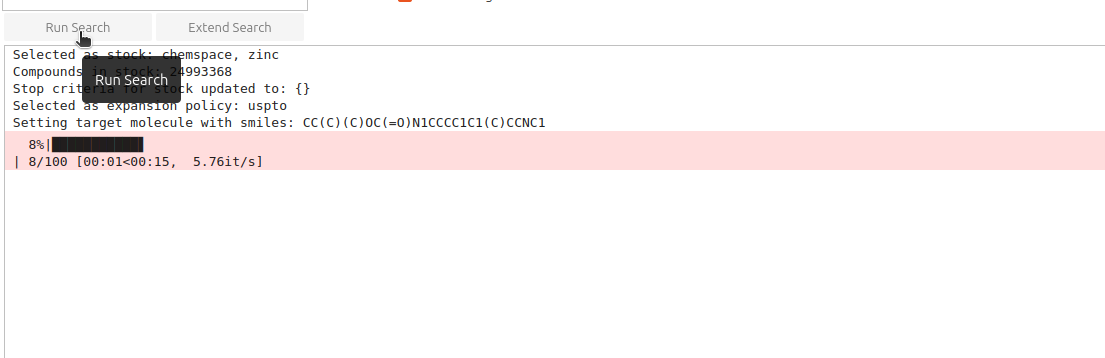 Run Search
Extend Search
Selected as stock: chemspace, zinc
Compounds in stock: 24993368
Run Search
Stop criteria for stock updated to: {}
Selected as expansion policy: uspto
Setting target molecule with smiles: CC(C)(C)OC(=O)N1CCCC1C1(C)CCNC1
8%|
| 8/100 [00:01<00:15,  5.76it/s]